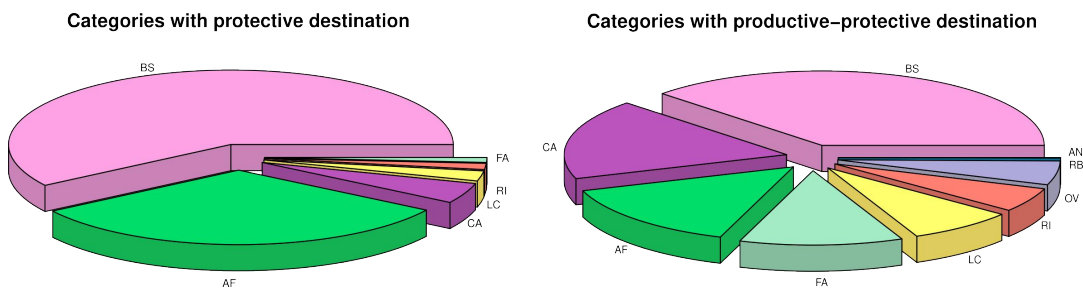 Categories with protective destination
BS
FA
RI
LC
CA
AF
Categories with productive−protective destination
BS
CA
AN
RB
OV
RI
AF
LC
FA